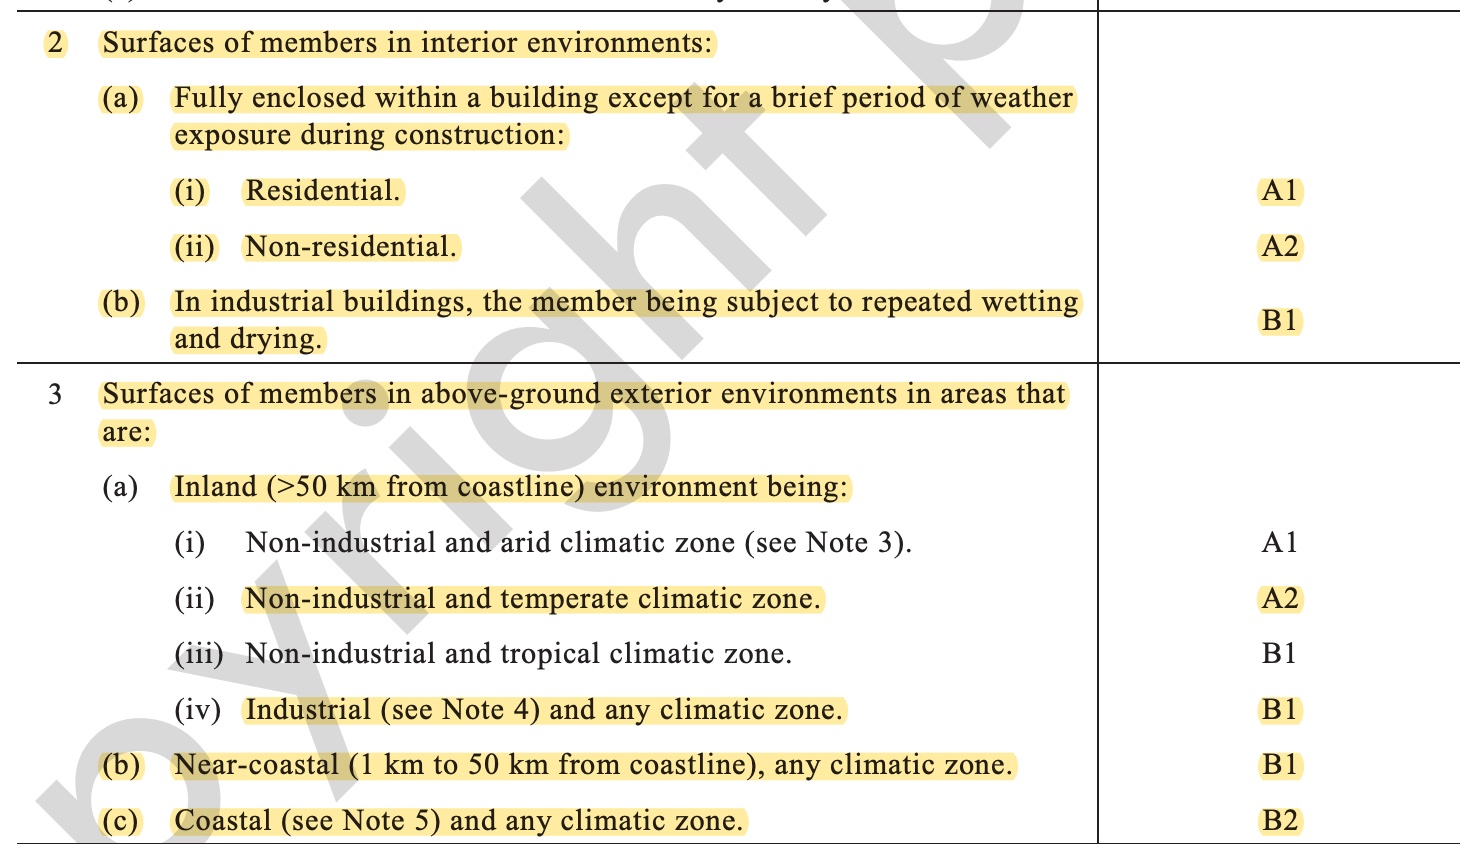 2 Surfaces of members in interior environments:
(a) Fully enclosed within a building except for a brief period of weather
exposure during construction:
(i) Residential. A1
(ii) Non-residential. A2
(b) In industrial buildings, the member being subject to repeated wetting
and drying. B1
3 Surfaces of members in above-ground exterior environments in areas that
are:
(a) Inland (>50 km from coastline) environment being:
(i) Non-industrial and arid climatic zone (see Note 3). A1
(ii) Non-industrial and temperate climatic zone. A2
(iii) Non-industrial and tropical climatic zone. B1
(iv) Industrial (see Note 4) and any climatic zone. B1
(b) Near-coastal (1 km to 50 km from coastline), any climatic zone. B1
(c) Coastal (see Note 5) and any climatic zone. B2
pyright p